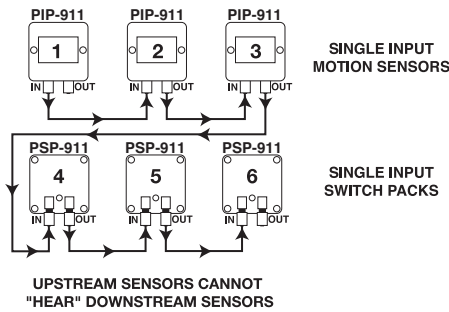 PIP-911 PIP-911 PIP-911
1 2 3
SINGLE INPUT
MOTION SENSORS
IN OUT IN OUT IN OUT
PSP-911 PSP-911 PSP-911
4 5 6
SINGLE INPUT
SWITCH PACKS
IN OUT IN OUT IN OUT
UPSTREAM SENSORS CANNOT
"HEAR" DOWNSTREAM SENSORS